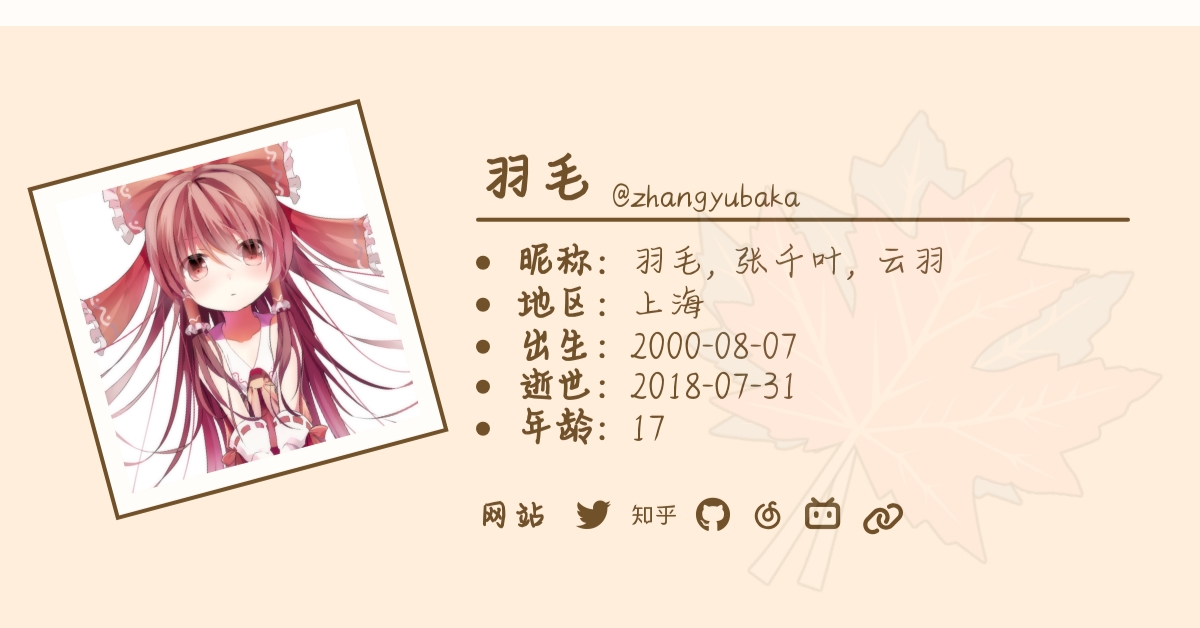 羽毛 @zhangyubaka
昵称： 羽毛, 张千叶, 云羽
地区： 上海
出生： 2000-08-07
逝世： 2018-07-31
年龄： 17
网站 知乎